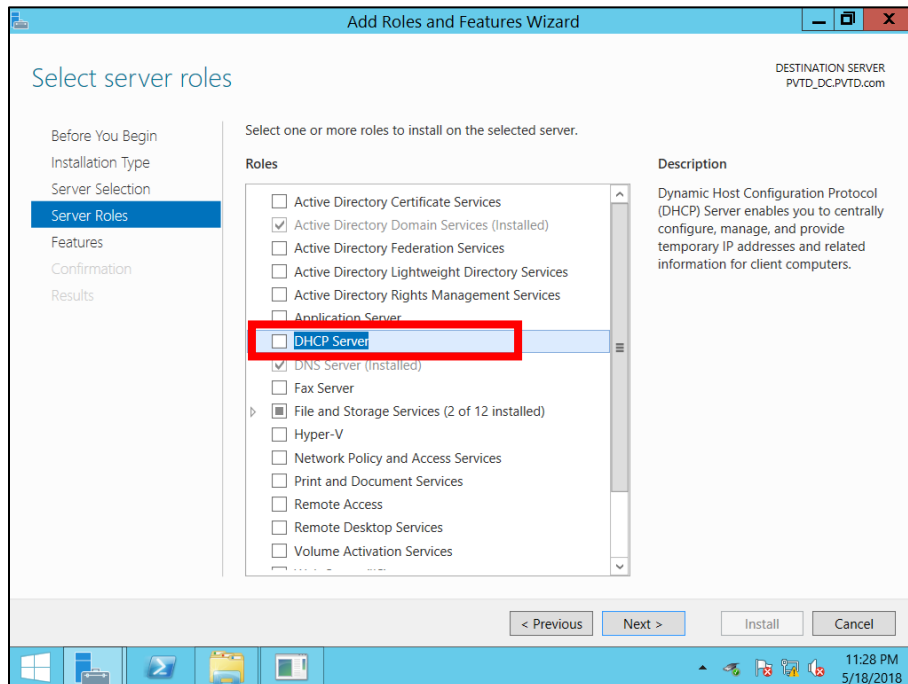 Add Roles and Features Wizard
Select server roles
DESTINATION SERVER
PVTD_DC.PVTD.com
Before You Begin
Installation Type
Server Selection
Server Roles
Features
Confirmation
Results
Select one or more roles to install on the selected server.
Roles
Active Directory Certificate Services
Active Directory Domain Services (Installed)
Active Directory Federation Services
Active Directory Lightweight Directory Services
Active Directory Rights Management Services
Application Server
DHCP Server
DNS Server (Installed)
Fax Server
File and Storage Services (2 of 12 installed)
Hyper-V
Network Policy and Access Services
Print and Document Services
Remote Access
Remote Desktop Services
Volume Activation Services
Description
Dynamic Host Configuration Protocol
(DHCP) Server enables you to centrally
configure, manage, and provide
temporary IP addresses and related
information for client computers.
< Previous
Next >
Install
Cancel
11:28 PM
5/18/2018